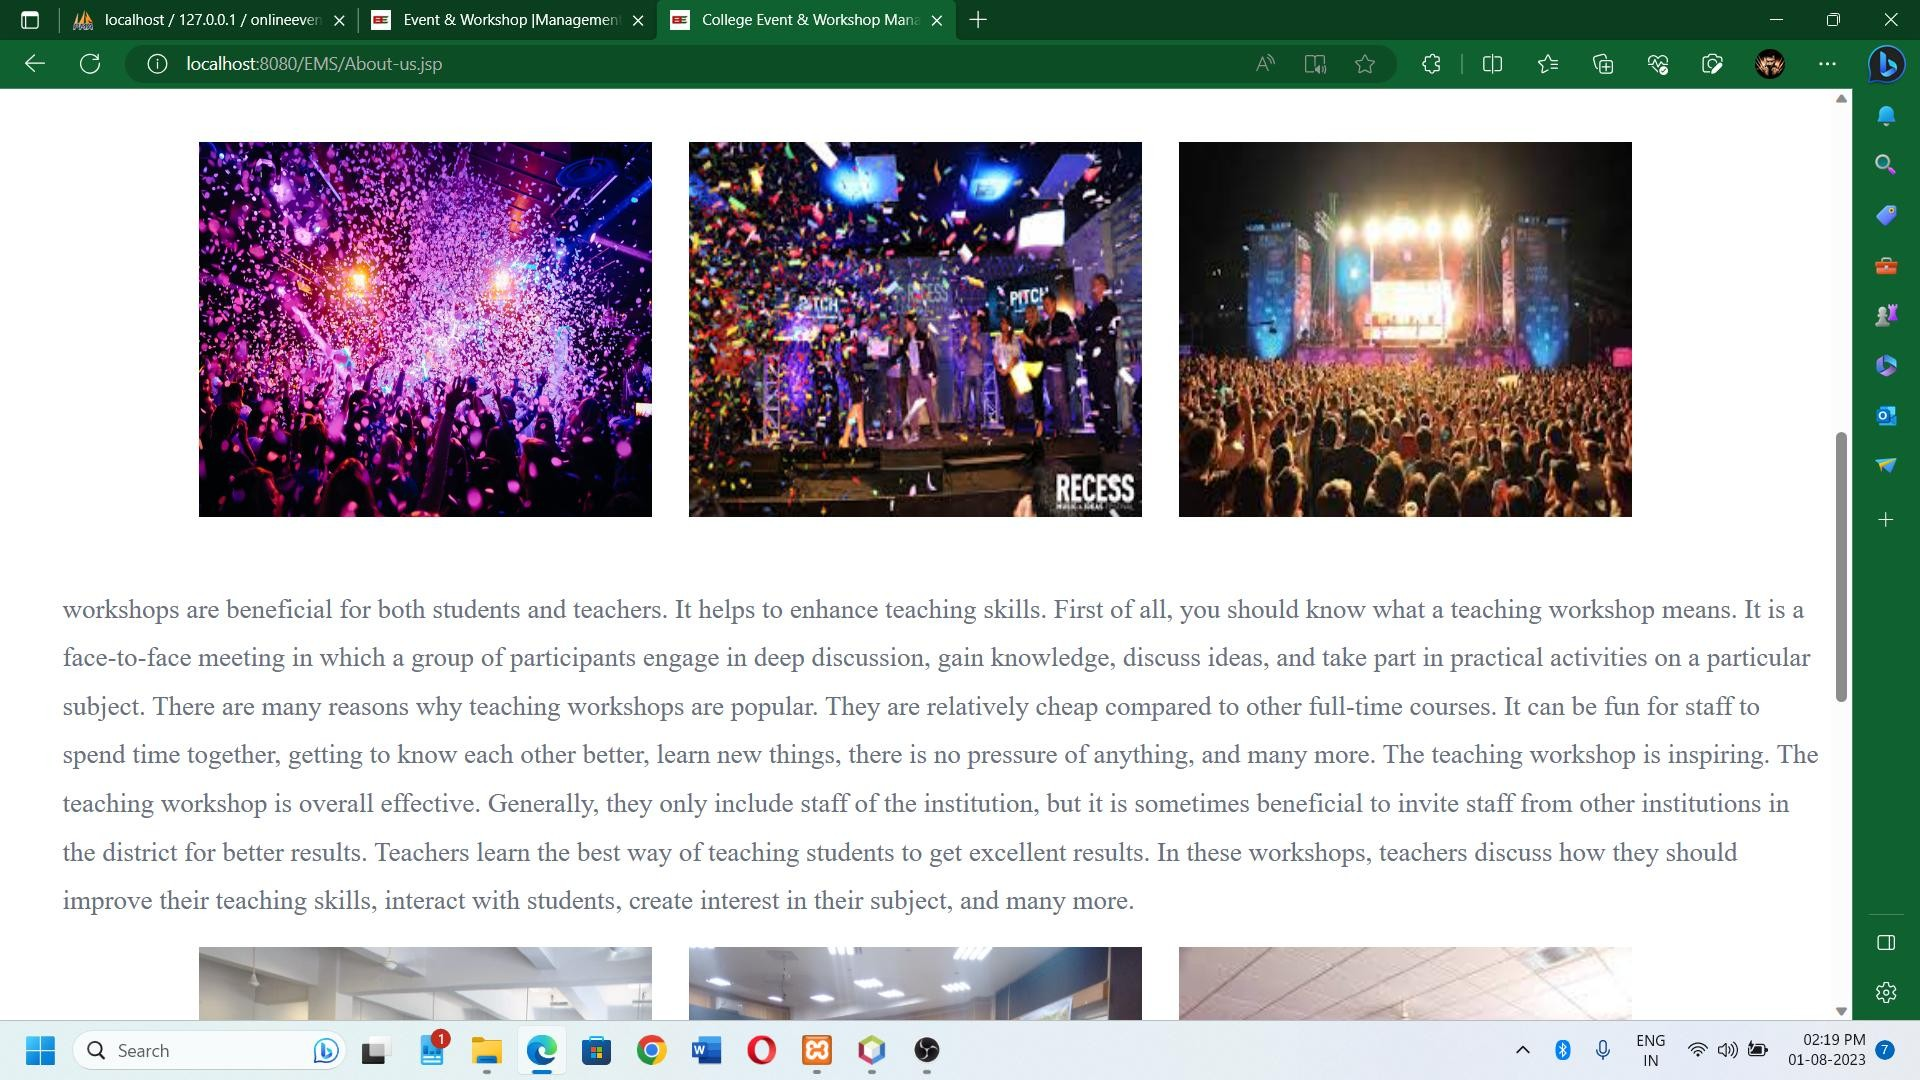 localhost / 127.0.0.1 / onlineeven
Event & Workshop |Management
College Event & Workshop Mana
localhost:8080/EMS/About-us.jsp
PITCH
RECESS
PITCH
RECESS
MUSIC & IDEAS FESTIVAL
workshops are beneficial for both students and teachers. It helps to enhance teaching skills. First of all, you should know what a teaching workshop means. It is a
face-to-face meeting in which a group of participants engage in deep discussion, gain knowledge, discuss ideas, and take part in practical activities on a particular
subject. There are many reasons why teaching workshops are popular. They are relatively cheap compared to other full-time courses. It can be fun for staff to
spend time together, getting to know each other better, learn new things, there is no pressure of anything, and many more. The teaching workshop is inspiring. The
teaching workshop is overall effective. Generally, they only include staff of the institution, but it is sometimes beneficial to invite staff from other institutions in
the district for better results. Teachers learn the best way of teaching students to get excellent results. In these workshops, teachers discuss how they should
improve their teaching skills, interact with students, create interest in their subject, and many more.
Search
1
ENG
IN
02:19 PM
01-08-2023
7